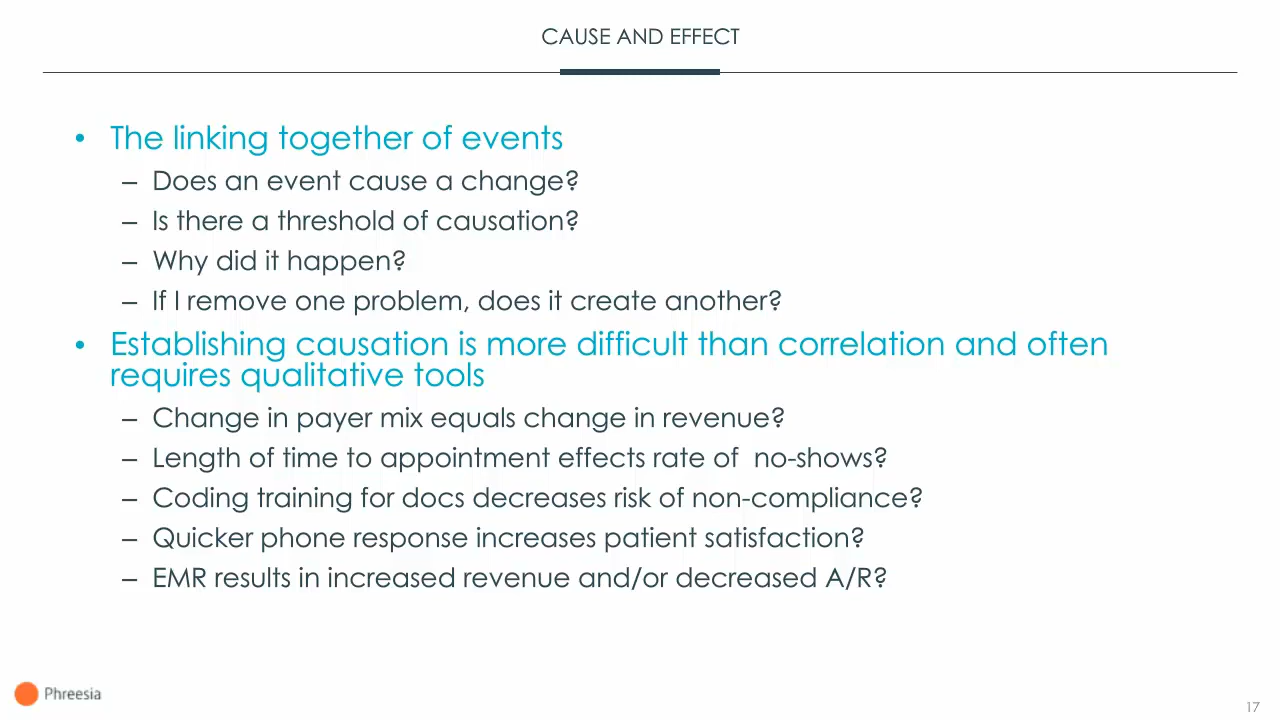 CAUSE AND EFFECT
• The linking together of events
– Does an event cause a change?
– Is there a threshold of causation?
– Why did it happen?
– If I remove one problem, does it create another?
• Establishing causation is more difficult than correlation and often
requires qualitative tools
– Change in payer mix equals change in revenue?
– Length of time to appointment effects rate of  no-shows?
– Coding training for docs decreases risk of non-compliance?
– Quicker phone response increases patient satisfaction?
– EMR results in increased revenue and/or decreased A/R?
Phreesia
17